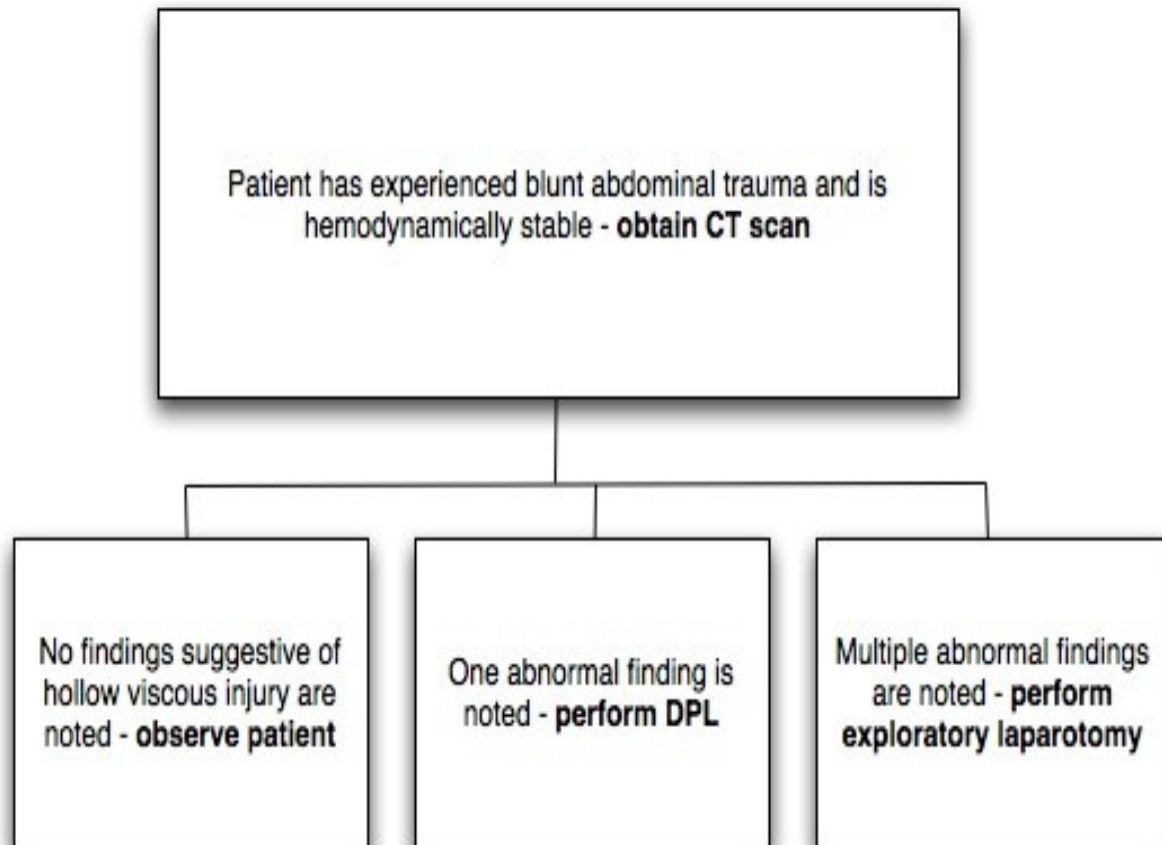 Patient has experienced blunt abdominal trauma and is
hemodynamically stable - obtain CT scan
No findings suggestive of
hollow viscous injury are
noted - observe patient
One abnormal finding is
noted - perform DPL
Multiple abnormal findings
are noted - perform
exploratory laparotomy